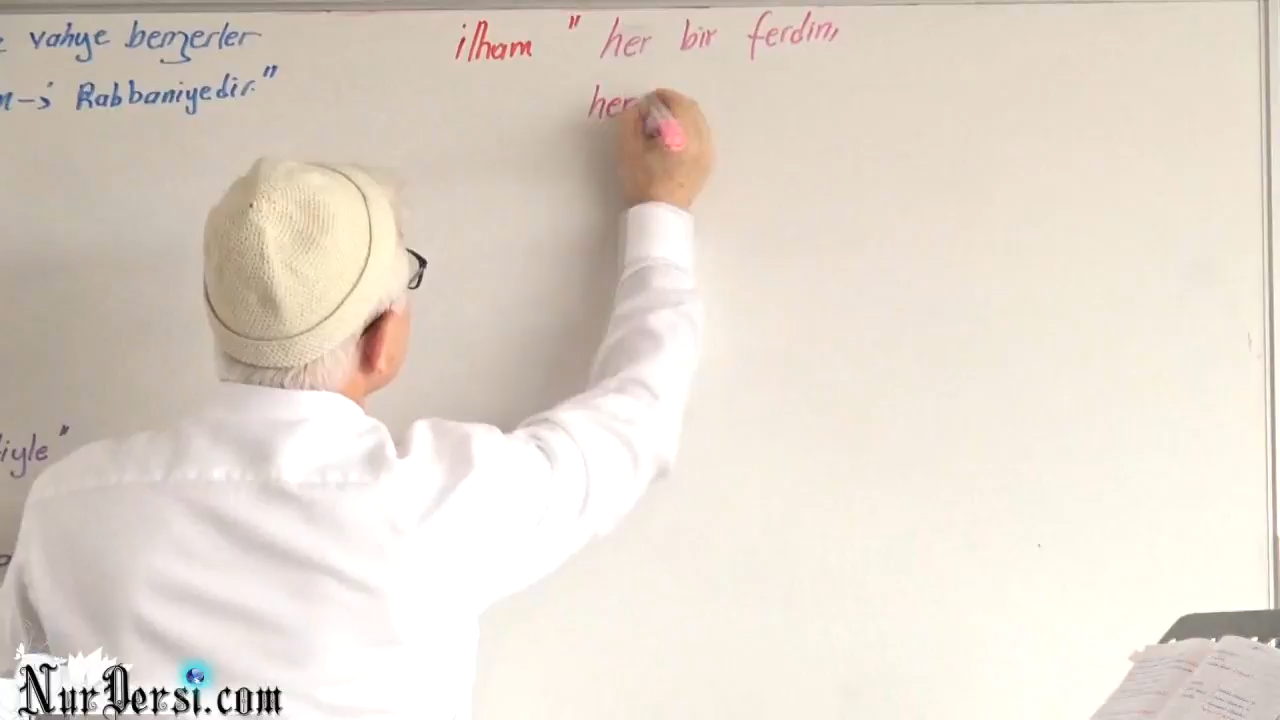 vahye benzerler
Rabbaniyedir."
ilham " her bir ferdin,
her
iyle"
NurDersi.com